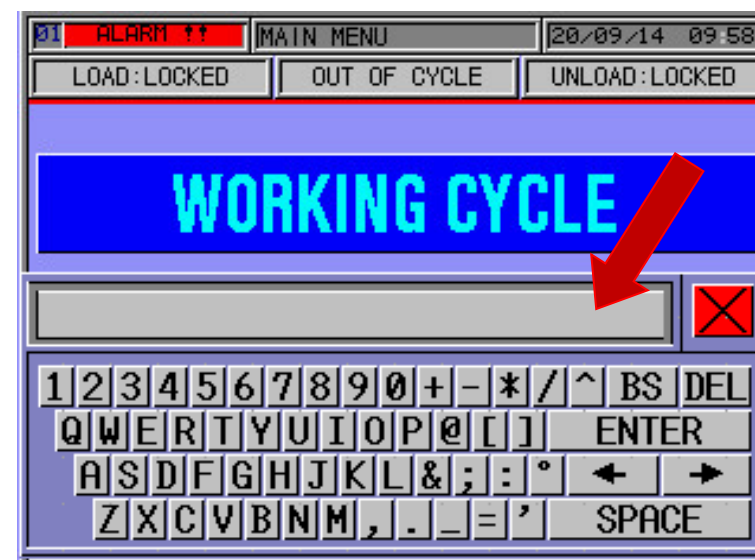 01 ALARM !! MAIN MENU 20/09/14 09:58
LOAD:LOCKED OUT OF CYCLE UNLOAD:LOCKED
WORKING CYCLE
1 2 3 4 5 6 7 8 9 0 + - * / ^ BS DEL
Q W E R T Y U I O P @ [ ] ENTER
A S D F G H J K L & ; : ° ← →
Z X C V B N M , . _ = ' SPACE